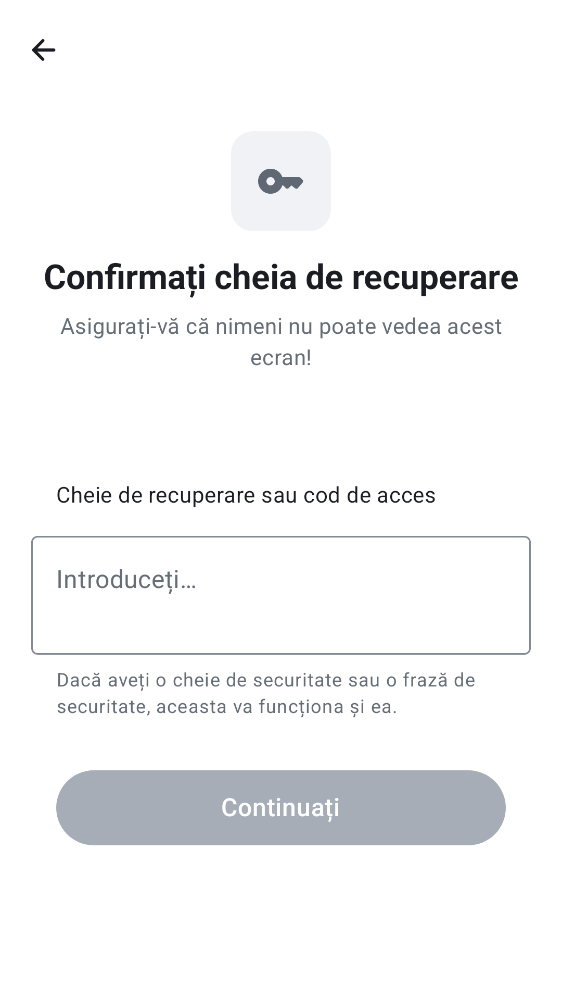 Confirmați cheia de recuperare
Asigurați-vă că nimeni nu poate vedea acest
ecran!
Cheie de recuperare sau cod de acces
Introduceți…
Dacă aveți o cheie de securitate sau o frază de
securitate, aceasta va funcționa și ea.
Continuați